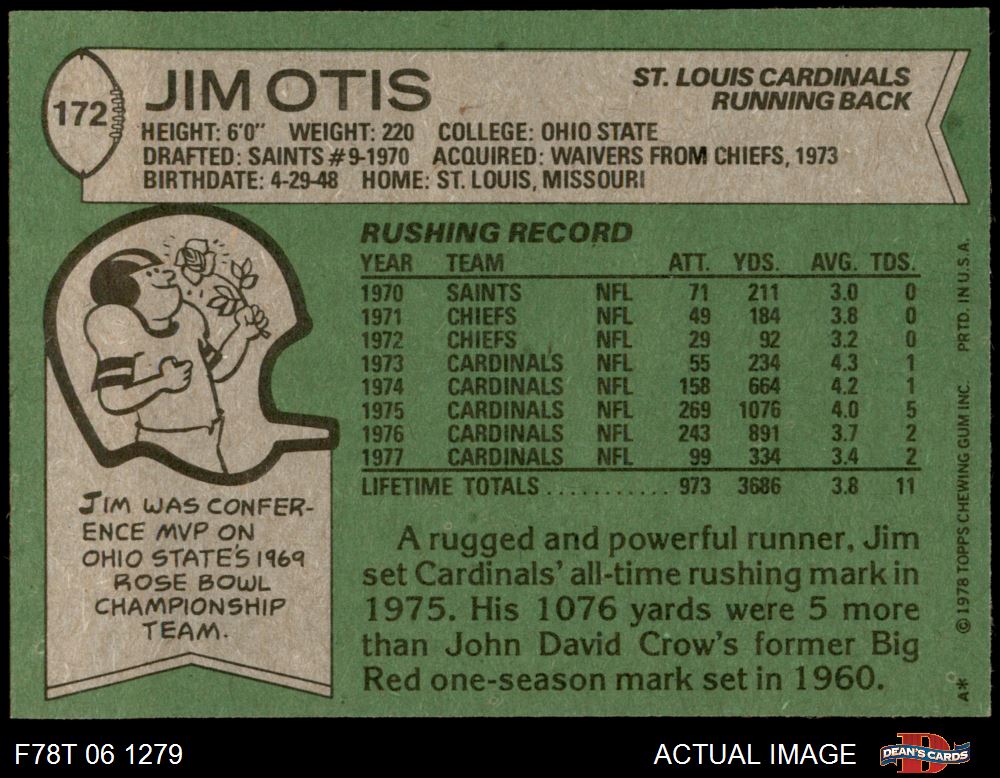 172
JIM OTIS
ST. LOUIS CARDINALS
RUNNING BACK
HEIGHT: 6'0" WEIGHT: 220 COLLEGE: OHIO STATE
DRAFTED: SAINTS #9-1970 ACQUIRED: WAIVERS FROM CHIEFS, 1973
BIRTHDATE: 4-29-48 HOME: ST. LOUIS, MISSOURI
RUSHING RECORD
YEAR TEAM ATT. YDS. AVG. TDS.
1970 SAINTS NFL 71 211 3.0 0
1971 CHIEFS NFL 49 184 3.8 0
1972 CHIEFS NFL 29 92 3.2 0
1973 CARDINALS NFL 55 234 4.3 1
1974 CARDINALS NFL 158 664 4.2 1
1975 CARDINALS NFL 269 1076 4.0 5
1976 CARDINALS NFL 243 891 3.7 2
1977 CARDINALS NFL 99 334 3.4 2
LIFETIME TOTALS ........... 973 3686 3.8 11
JIM WAS CONFER-
ENCE MVP ON
OHIO STATE'S 1969
ROSE BOWL
CHAMPIONSHIP
TEAM.
A rugged and powerful runner, Jim
set Cardinals' all-time rushing mark in
1975. His 1076 yards were 5 more
than John David Crow's former Big
Red one-season mark set in 1960.
A* © 1978 TOPPS CHEWING GUM INC. PRTD. IN U.S.A.
F78T 06 1279
ACTUAL IMAGE
D
DEAN'S CARDS